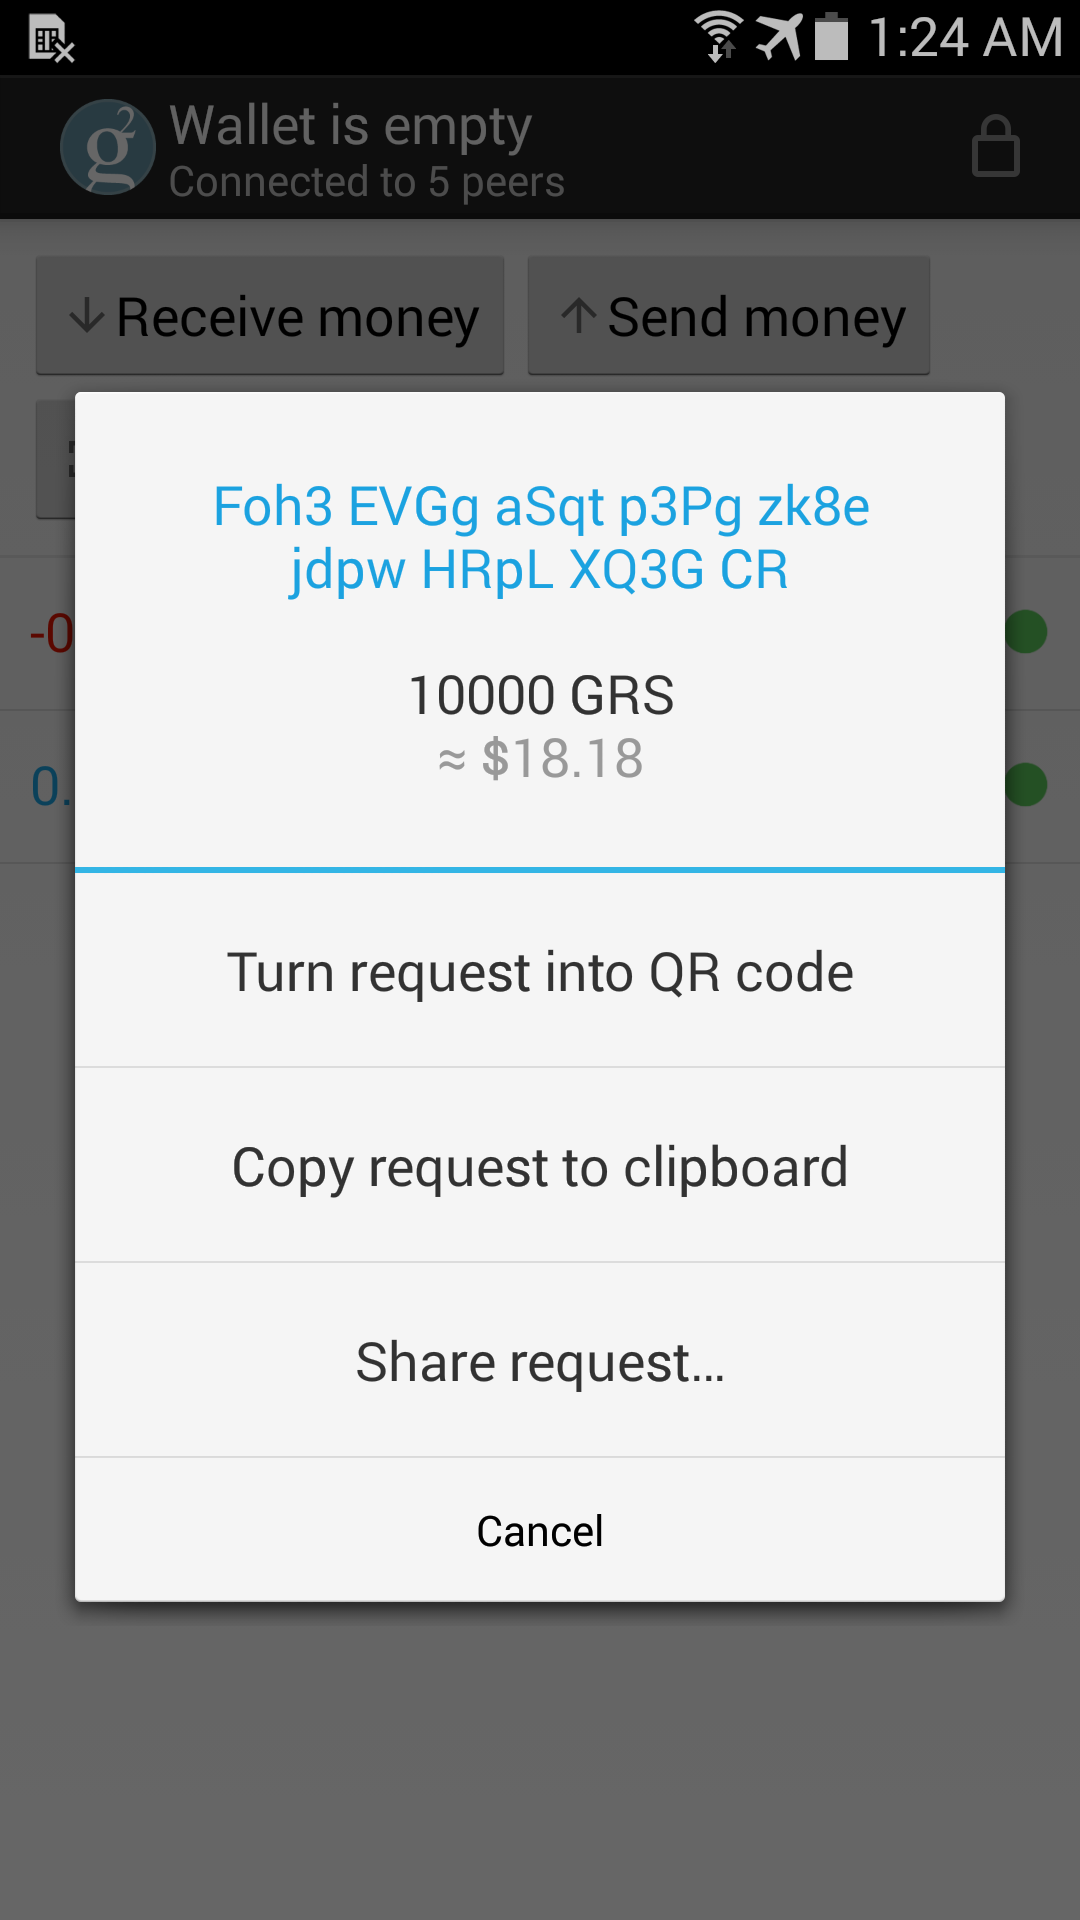 1:24 AM
g2
Wallet is empty
Connected to 5 peers
Receive money
Send money
Foh3 EVGg aSqt p3Pg zk8e
jdpw HRpL XQ3G CR
10000 GRS
≈ $18.18
-0
0.
Turn request into QR code
Copy request to clipboard
Share request...
Cancel